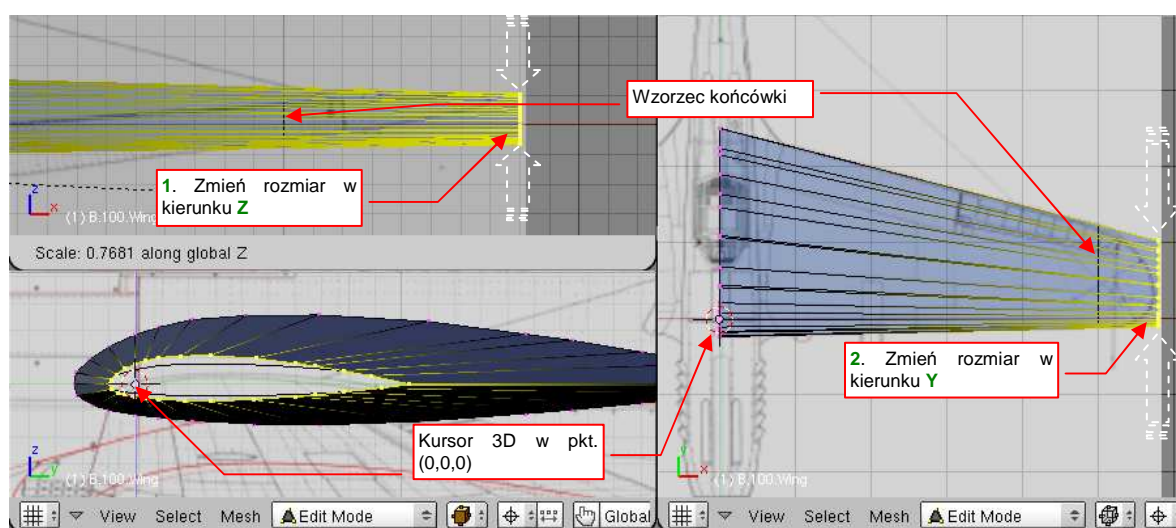 Wzorzec końcówki
1. Zmień rozmiar w
kierunku Z
z
x
(1) B.100.Wing
Scale: 0.7681 along global Z
2. Zmień rozmiar w
kierunku Y
Kursor 3D w pkt.
(0,0,0)
z
y
(1) B.100.Wing
y
x
(1) B.100.Wing
View Select Mesh Edit Mode Global
View Select Mesh Edit Mode